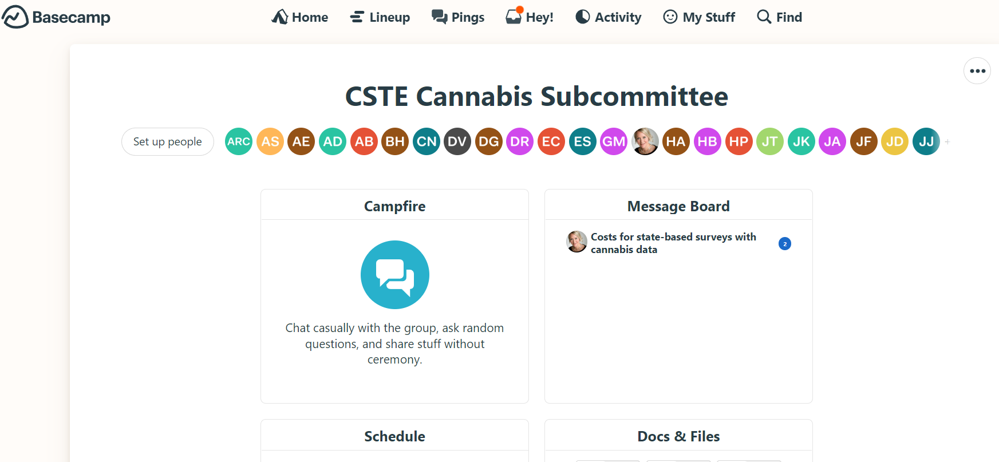 Basecamp
Home Lineup Pings Hey! Activity My Stuff Find
CSTE Cannabis Subcommittee
Set up people ARC AS AE AD AB BH CN DV DG DR EC ES GM HA HB HP JT JK JA JF JD JJ +
Campfire
Chat casually with the group, ask random
questions, and share stuff without
ceremony.
Message Board
Costs for state-based surveys with
cannabis data
2
Schedule
Docs & Files